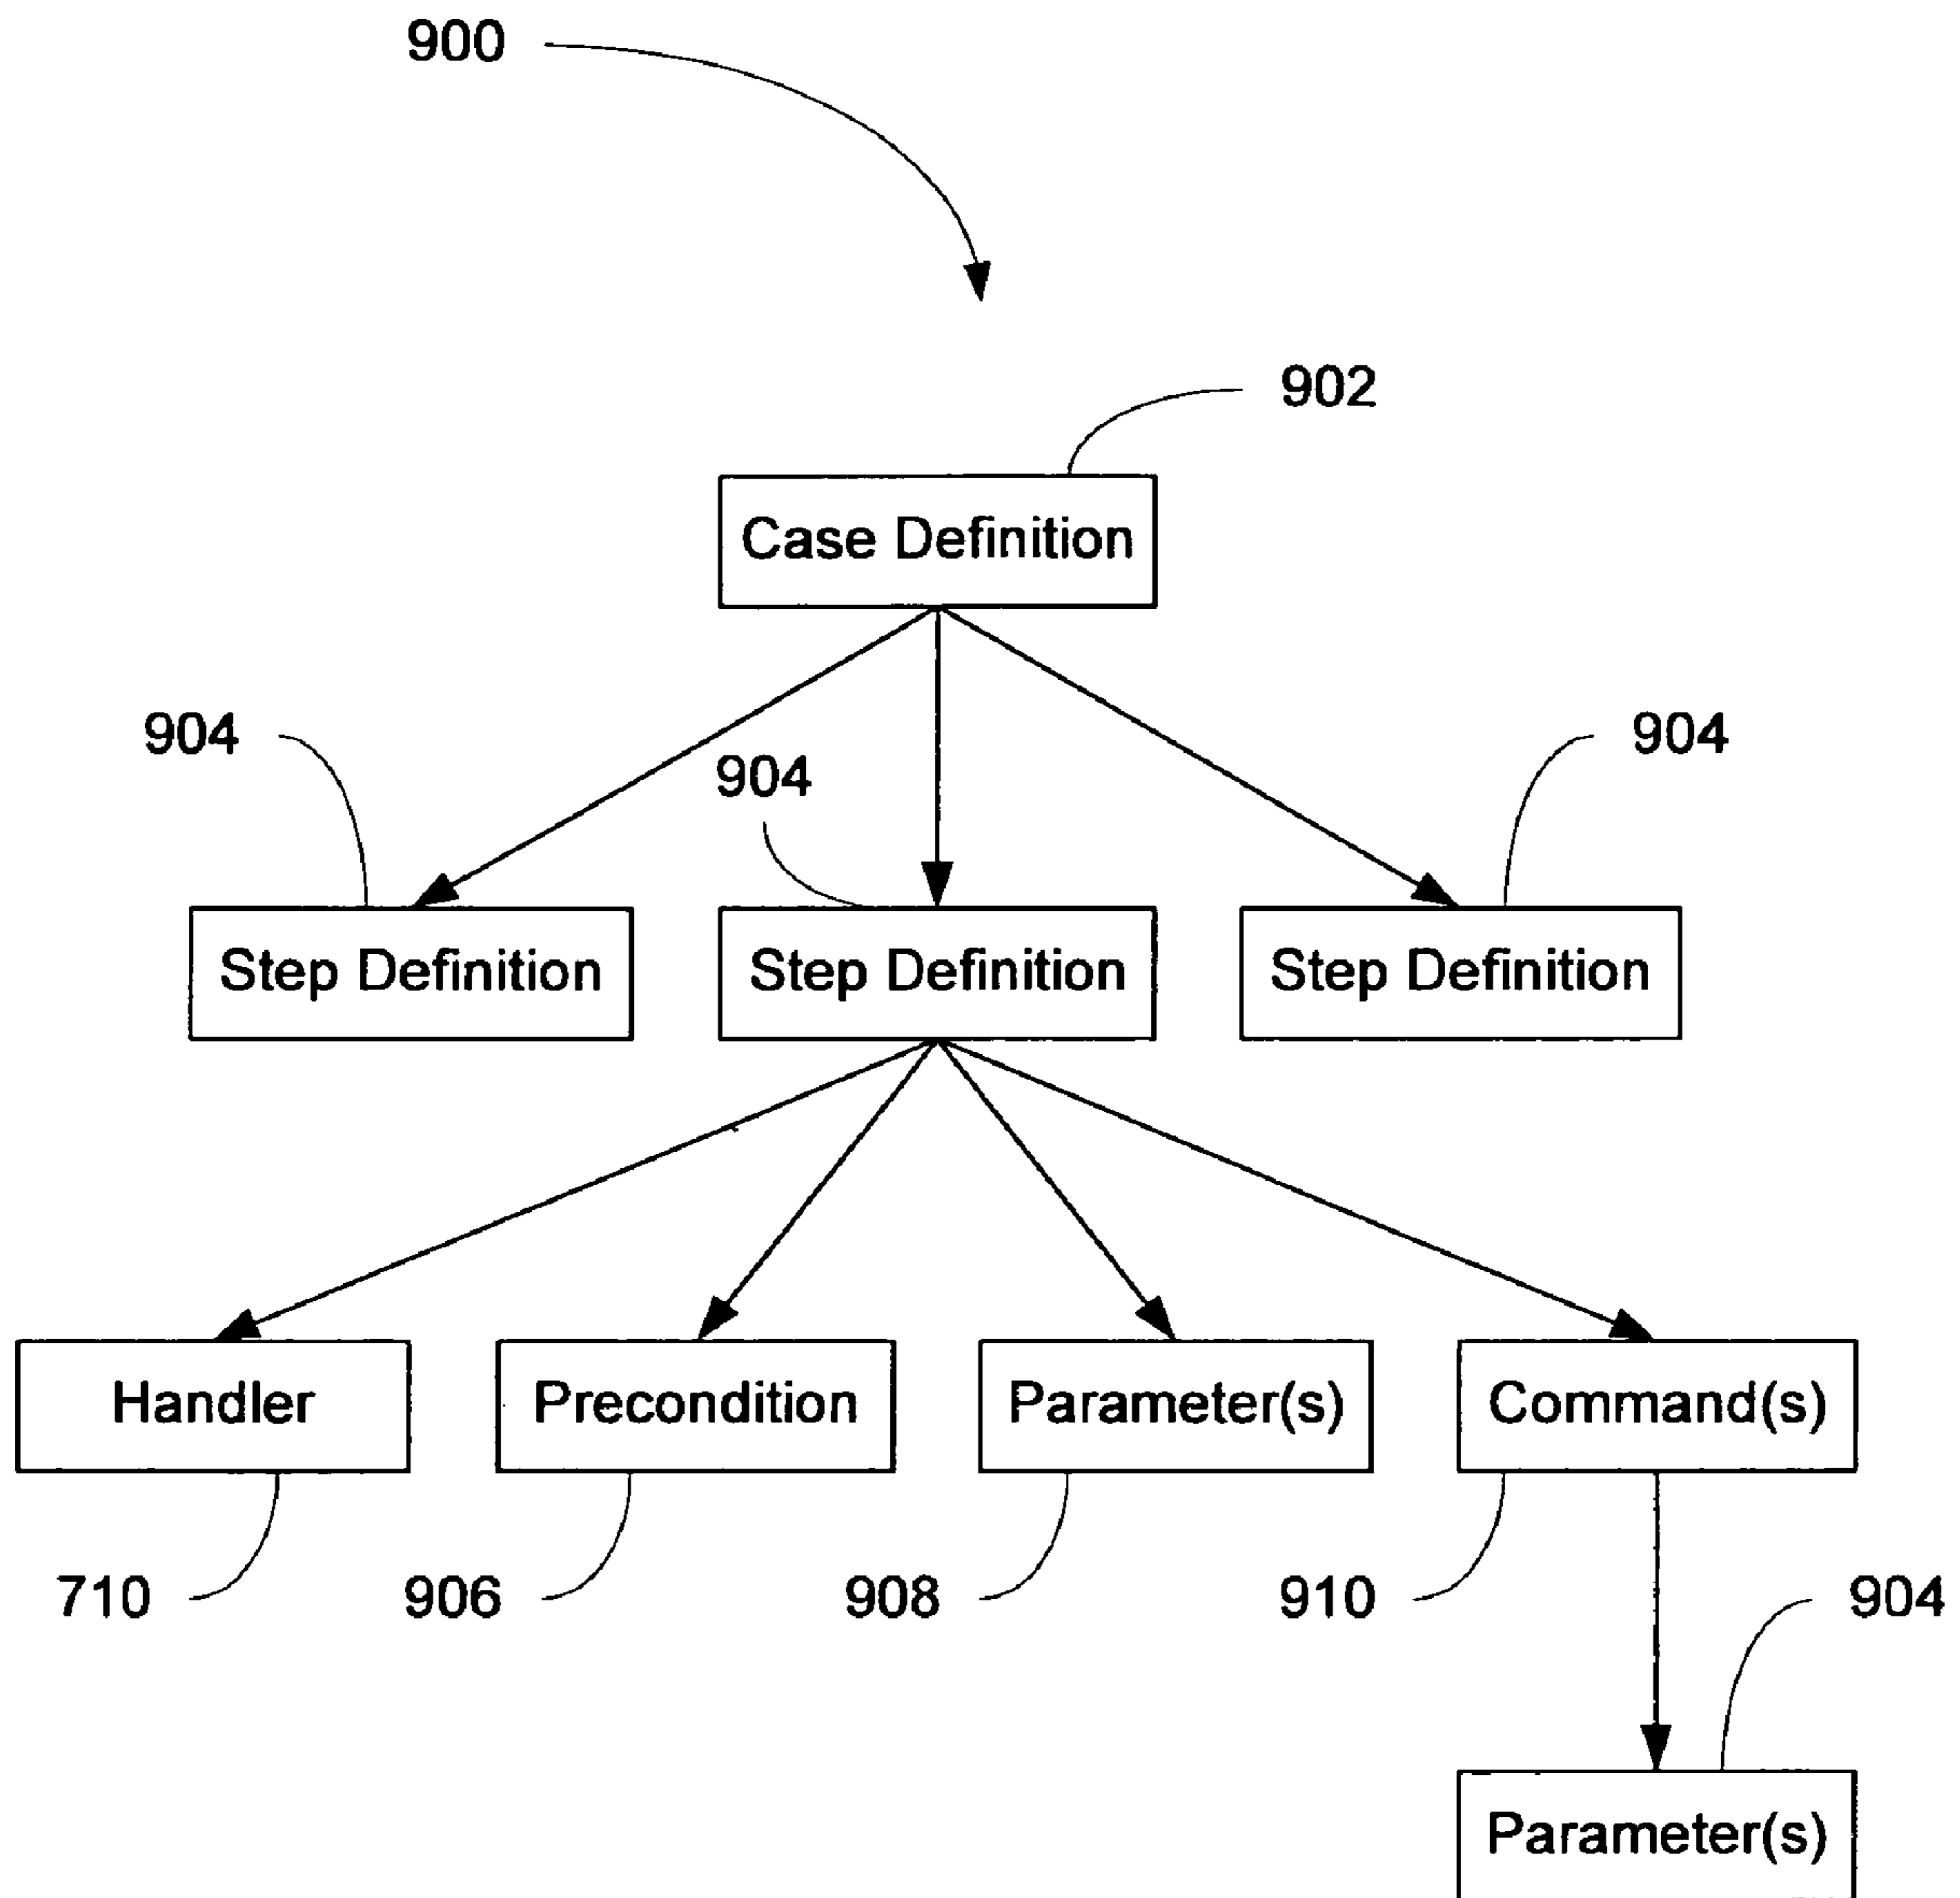 900
902
Case Definition
904
904
904
Step Definition
Step Definition
Step Definition
Handler
Precondition
Parameter(s)
Command(s)
710
906
908
910
904
Parameter(s)